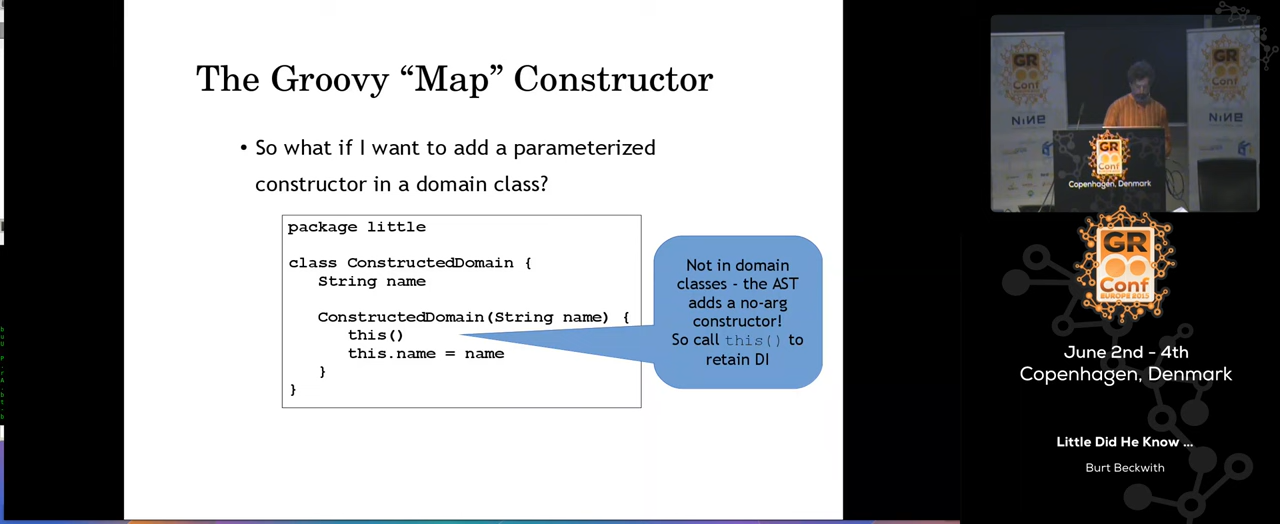 The Groovy “Map” Constructor
• So what if I want to add a parameterized
constructor in a domain class?
package little
class ConstructedDomain {
String name
ConstructedDomain(String name) {
this()
this.name = name
}
}
Not in domain
classes - the AST
adds a no-arg
constructor!
So call this() to
retain DI
GR
Conf
NINE
GR
Conf
NINE
GR
Conf
Copenhagen, Denmark
GR
Conf
EUROPE 2015
June 2nd - 4th
Copenhagen, Denmark
Little Did He Know ...
Burt Beckwith